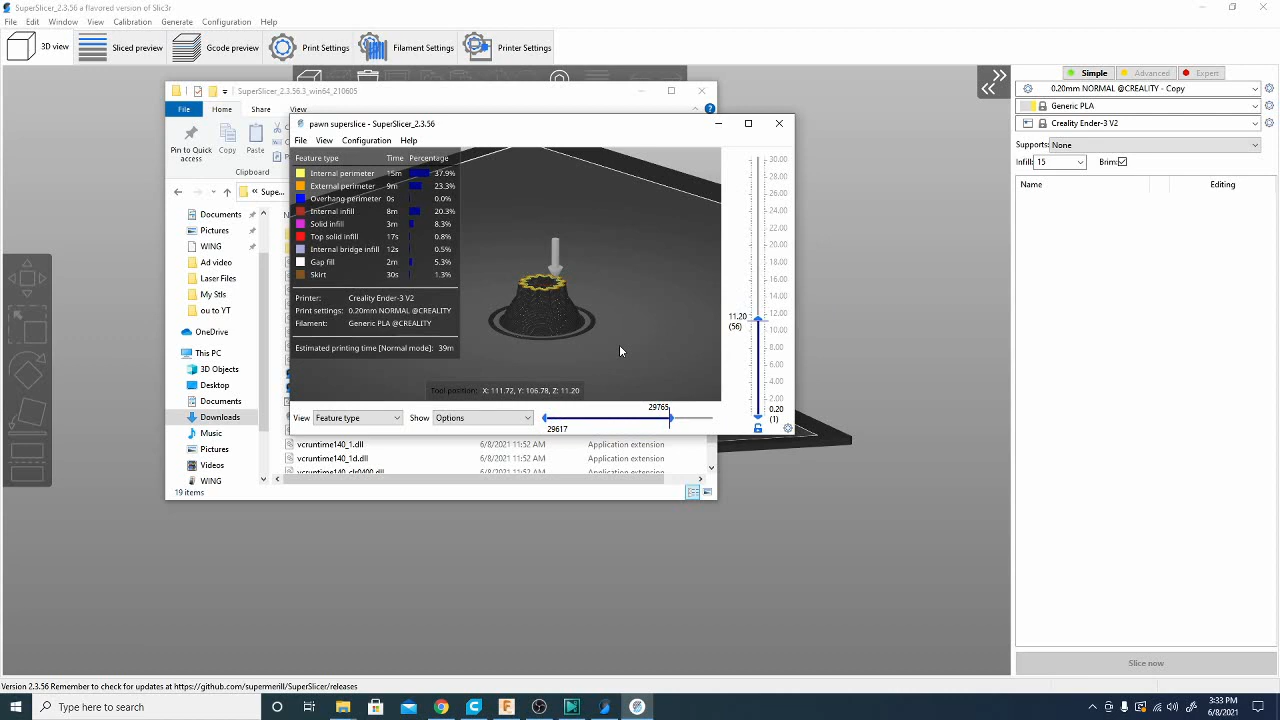 SuperSlicer_2.3.56 a flavored version of Slic3r
File Edit Window View Calibration Generate Configuration Help
3D view Sliced preview Gcode preview Print Settings Filament Settings Printer Settings
SuperSlicer_2.3.56.3_win64_210605
File Home Share View
Pin to Quick access
Copy
Paste
Clipboard
« Supe...
Documents
Pictures
WING
Ad video
Laser Files
My Stls
ou to YT
OneDrive
This PC
3D Objects
Desktop
Documents
Downloads
Music
Pictures
Videos
WING
19 items
vcruntime140_1.dll 6/8/2021 11:52 AM Application extension
vcruntime140_1d.dll 6/8/2021 11:52 AM Application extension
vcruntime140_clr0400.dll 6/8/2021 11:52 AM Application extension
pawn superslice - SuperSlicer_2.3.56
File View Configuration Help
Feature type Time Percentage
Internal perimeter 15m 37.9%
External perimeter 9m 23.3%
Overhang perimeter 0s 0.0%
Internal infill 8m 20.3%
Solid infill 3m 8.3%
Top solid infill 17s 0.8%
Internal bridge infill 12s 0.5%
Gap fill 2m 5.3%
Skirt 30s 1.3%
Printer: Creality Ender-3 V2
Print settings: 0.20mm NORMAL @CREALITY
Filament: Generic PLA @CREALITY
Estimated printing time [Normal mode]: 39m
Tool position: X: 111.72, Y: 106.78, Z: 11.20
View Feature type Show Options
29765
29617
30.00
28.00
26.00
24.00
22.00
20.00
18.00
16.00
14.00
12.00
11.20
(56)
10.00
8.00
6.00
4.00
2.00
0.20
(1)
Simple Advanced Expert
0.20mm NORMAL @CREALITY - Copy
Generic PLA
Creality Ender-3 V2
Supports: None
Infill: 15 Brim:
Name Editing
Slice now
Version 2.3.56 Remember to check for updates at https://github.com/supermerill/SuperSlicer/releases
Type here to search
3:33 PM
6/8/2021